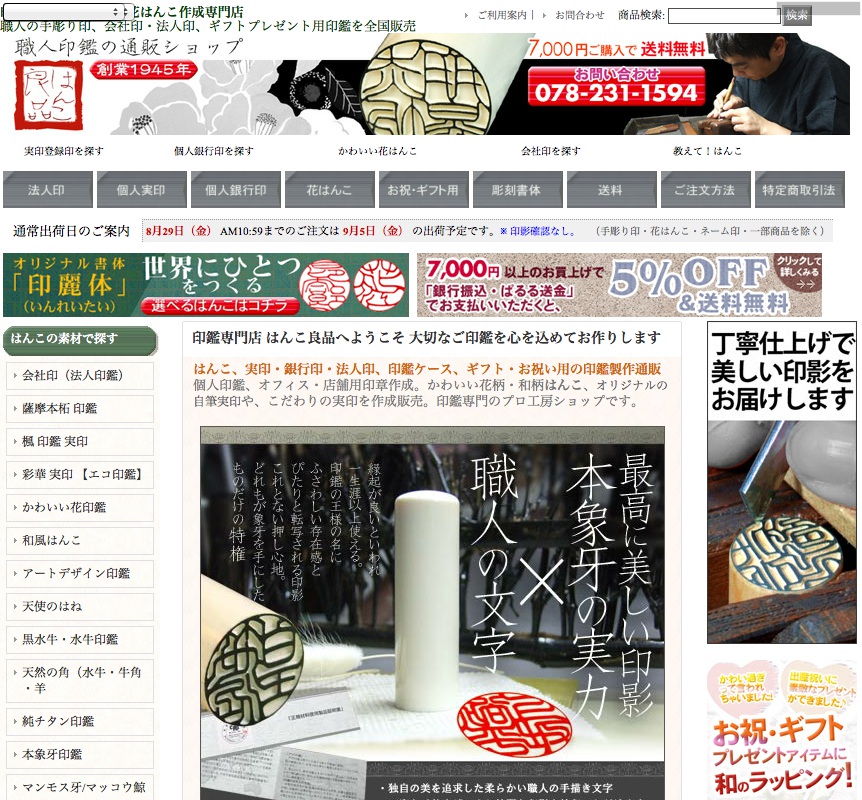 花はんこ作成専門店
職人の手彫り印、会社印・法人印、ギフトプレゼント用印鑑を全国販売
ご利用案内
お問い合わせ
商品検索:
検索
職人印鑑の通販ショップ
はんこ良品
創業1945年
7,000円ご購入で 送料無料
お問い合わせ
078-231-1594
実印登録印を探す
個人銀行印を探す
かわいい花はんこ
会社印を探す
教えて！はんこ
法人印
個人実印
個人銀行印
花はんこ
お祝・ギフト用
彫刻書体
送料
ご注文方法
特定商取引法
通常出荷日のご案内
8月29日（金） AM10:59までのご注文は 9月5日（金） の出荷予定です。※ 印影確認なし。 （手彫り印・花はんこ・ネーム印・一部商品を除く）
オリジナル書体
「印麗体」
（いんれいたい）
世界にひとつ
をつくる
選べるはんこはコチラ
7,000円 以上のお買上げで
「銀行振込・ぱるる送金」
でお支払いいただくと、
5%OFF
&送料無料
クリックして
詳しくみる
はんこの素材で探す
会社印（法人印鑑）
薩摩本柘 印鑑
楓 印鑑 実印
彩華 実印 【エコ印鑑】
かわいい花印鑑
和風はんこ
アートデザイン印鑑
天使のはね
黒水牛・水牛印鑑
天然の角（水牛・牛角
・羊
純チタン印鑑
本象牙印鑑
マンモス牙/マッコウ鯨
印鑑専門店 はんこ良品へようこそ 大切なご印鑑を心を込めてお作りします
はんこ、実印・銀行印・法人印、印鑑ケース、ギフト・お祝い用の印鑑製作通販
個人印鑑、オフィス・店舗用印章作成。かわいい花柄・和柄はんこ、オリジナルの
自筆実印や、こだわりの実印を作成販売。印鑑専門のプロ工房ショップです。
最高に美しい印影
本象牙の実力
×
職人の文字
縁起が良いといわれ
一生涯以上使える。
印鑑の王様の名に
ふさわしい存在感と
ぴたりと転写される印影
これとない押し心地。
どれもが象牙を手にした
ものだけの特権
・独自の美を追求した柔らかい職人の手描き文字
丁寧仕上げで
美しい印影を
お届けします
かわい過ぎ
って言われ
ちゃいました!
出産祝いに
素敵なプレゼント
ができました♪
お祝・ギフト
プレゼントアイテムに
和のラッピング!